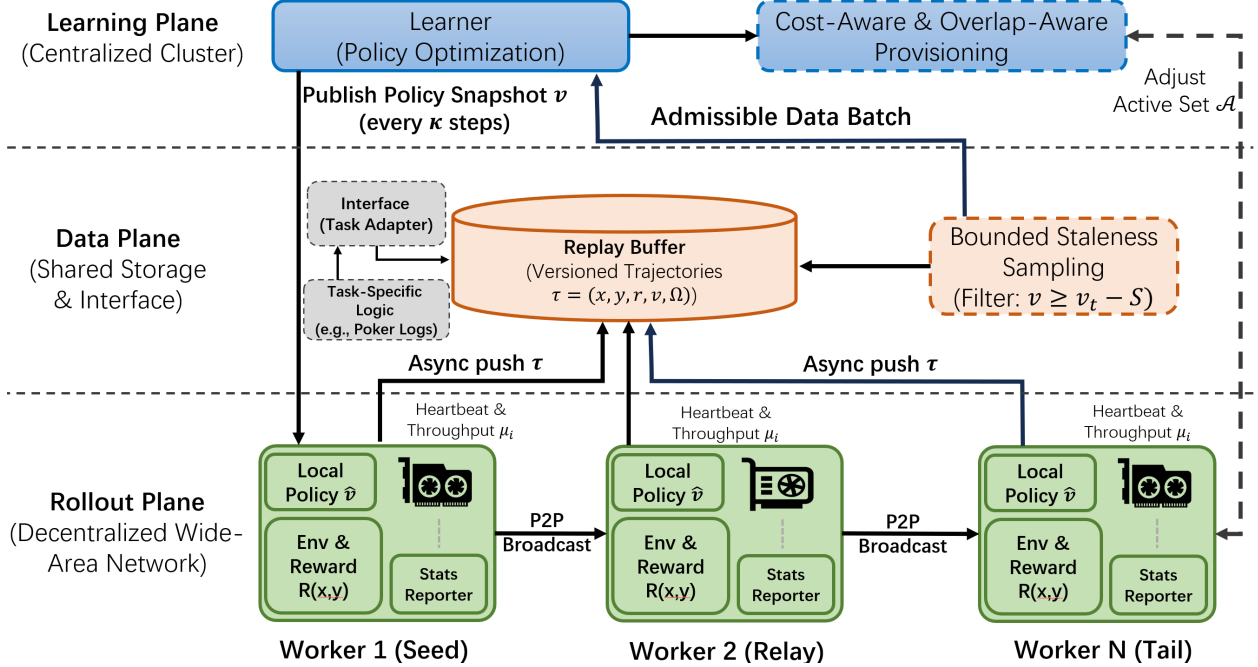 Learning Plane
(Centralized Cluster)
Learner
(Policy Optimization)
Cost-Aware & Overlap-Aware
Provisioning
Adjust
Active Set 𝒜
Publish Policy Snapshot 𝒗
(every 𝜿 steps)
Admissible Data Batch
Data Plane
(Shared Storage
& Interface)
Interface
(Task Adapter)
Task-Specific
Logic
(e.g., Poker Logs)
Replay Buffer
(Versioned Trajectories
τ = (x, y, r, v, Ω))
Bounded Staleness
Sampling
(Filter: 𝒗 ≥ 𝒗ₜ − 𝑺)
Async push 𝝉
Async push 𝝉
Rollout Plane
(Decentralized Wide-
Area Network)
Heartbeat &
Throughput μᵢ
Local
Policy v̂
Env &
Reward
R(x,y)
Stats
Reporter
Worker 1 (Seed)
P2P
Broadcast
Heartbeat &
Throughput μᵢ
Local
Policy v̂
Env &
Reward
R(x,y)
Stats
Reporter
Worker 2 (Relay)
P2P
Broadcast
Heartbeat &
Throughput μᵢ
Local
Policy v̂
Env &
Reward
R(x,y)
Stats
Reporter
Worker N (Tail)